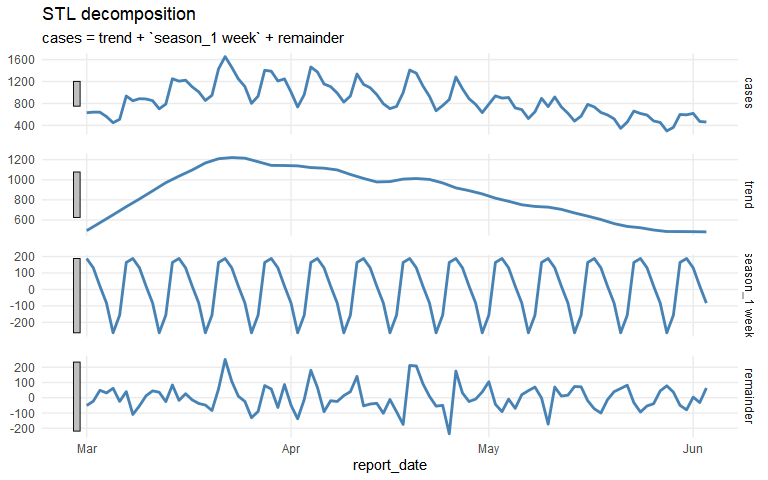 STL decomposition
cases = trend + `season_1 week` + remainder
1600
1200
800
400
cases
1200
1000
800
600
trend
200
100
0
-100
-200
season_1 week
200
100
0
-100
-200
remainder
Mar Apr May Jun
report_date